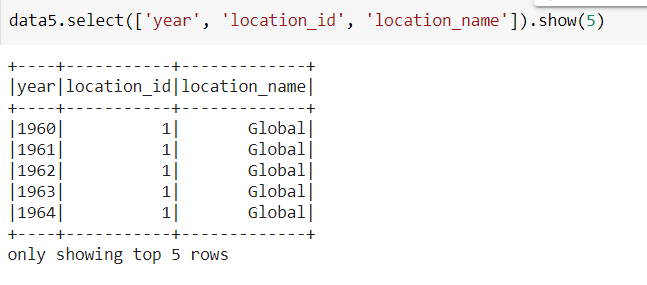 data5.select(['year', 'location_id', 'location_name']).show(5)
+----+-----------+-------------+
|year|location_id|location_name|
+----+-----------+-------------+
|1960|          1|       Global|
|1961|          1|       Global|
|1962|          1|       Global|
|1963|          1|       Global|
|1964|          1|       Global|
+----+-----------+-------------+
only showing top 5 rows